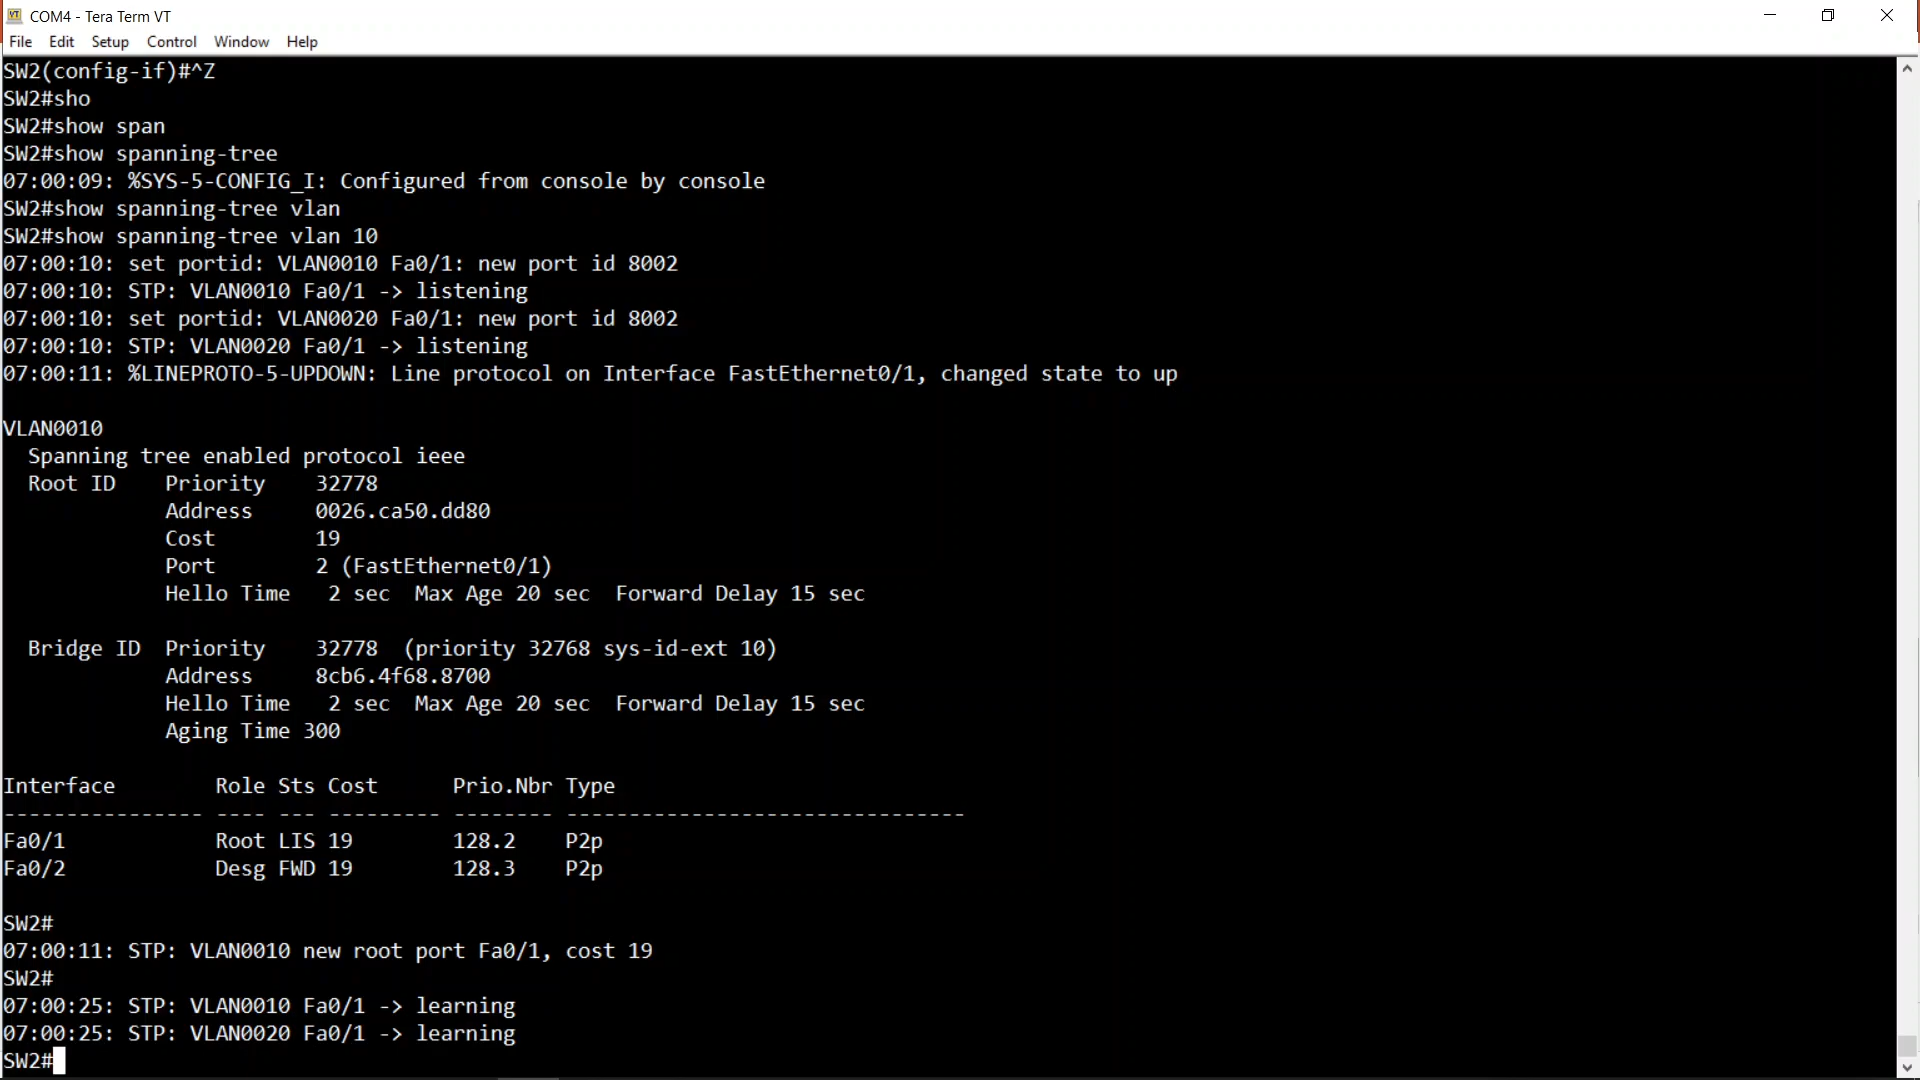 COM4 - Tera Term VT
File Edit Setup Control Window Help
SW2(config-if)#^Z
SW2#sho
SW2#show span
SW2#show spanning-tree
07:00:09: %SYS-5-CONFIG_I: Configured from console by console
SW2#show spanning-tree vlan
SW2#show spanning-tree vlan 10
07:00:10: set portid: VLAN0010 Fa0/1: new port id 8002
07:00:10: STP: VLAN0010 Fa0/1 -> listening
07:00:10: set portid: VLAN0020 Fa0/1: new port id 8002
07:00:10: STP: VLAN0020 Fa0/1 -> listening
07:00:11: %LINEPROTO-5-UPDOWN: Line protocol on Interface FastEthernet0/1, changed state to up
VLAN0010
  Spanning tree enabled protocol ieee
  Root ID    Priority    32778
             Address     0026.ca50.dd80
             Cost        19
             Port        2 (FastEthernet0/1)
             Hello Time   2 sec  Max Age 20 sec  Forward Delay 15 sec
  Bridge ID  Priority    32778  (priority 32768 sys-id-ext 10)
             Address     8cb6.4f68.8700
             Hello Time   2 sec  Max Age 20 sec  Forward Delay 15 sec
             Aging Time 300
Interface        Role Sts Cost      Prio.Nbr Type
---------------- ---- --- --------- -------- --------------------------------
Fa0/1            Root LIS 19        128.2    P2p
Fa0/2            Desg FWD 19        128.3    P2p
SW2#
07:00:11: STP: VLAN0010 new root port Fa0/1, cost 19
SW2#
07:00:25: STP: VLAN0010 Fa0/1 -> learning
07:00:25: STP: VLAN0020 Fa0/1 -> learning
SW2#